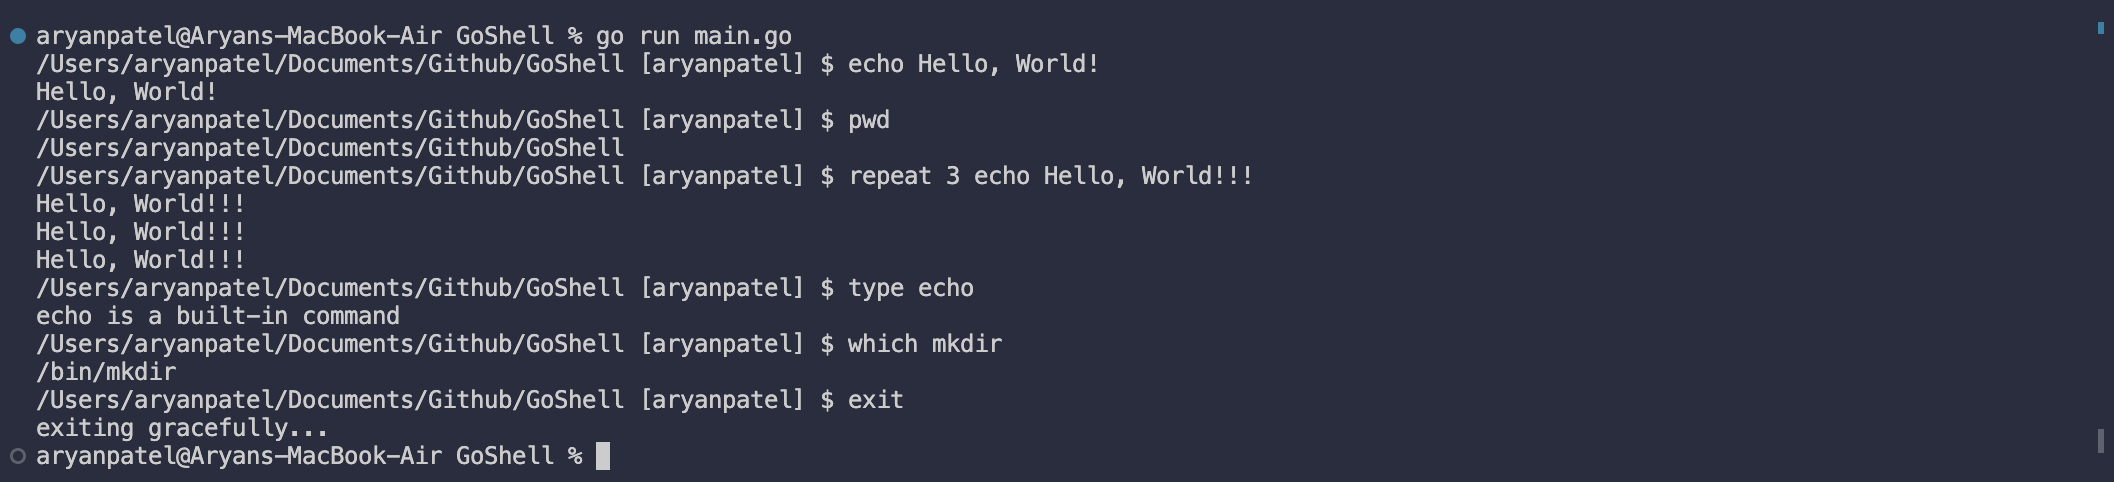 aryanpatel@Aryans-MacBook-Air GoShell % go run main.go
/Users/aryanpatel/Documents/Github/GoShell [aryanpatel] $ echo Hello, World!
Hello, World!
/Users/aryanpatel/Documents/Github/GoShell [aryanpatel] $ pwd
/Users/aryanpatel/Documents/Github/GoShell
/Users/aryanpatel/Documents/Github/GoShell [aryanpatel] $ repeat 3 echo Hello, World!!!
Hello, World!!!
Hello, World!!!
Hello, World!!!
/Users/aryanpatel/Documents/Github/GoShell [aryanpatel] $ type echo
echo is a built-in command
/Users/aryanpatel/Documents/Github/GoShell [aryanpatel] $ which mkdir
/bin/mkdir
/Users/aryanpatel/Documents/Github/GoShell [aryanpatel] $ exit
exiting gracefully...
aryanpatel@Aryans-MacBook-Air GoShell %